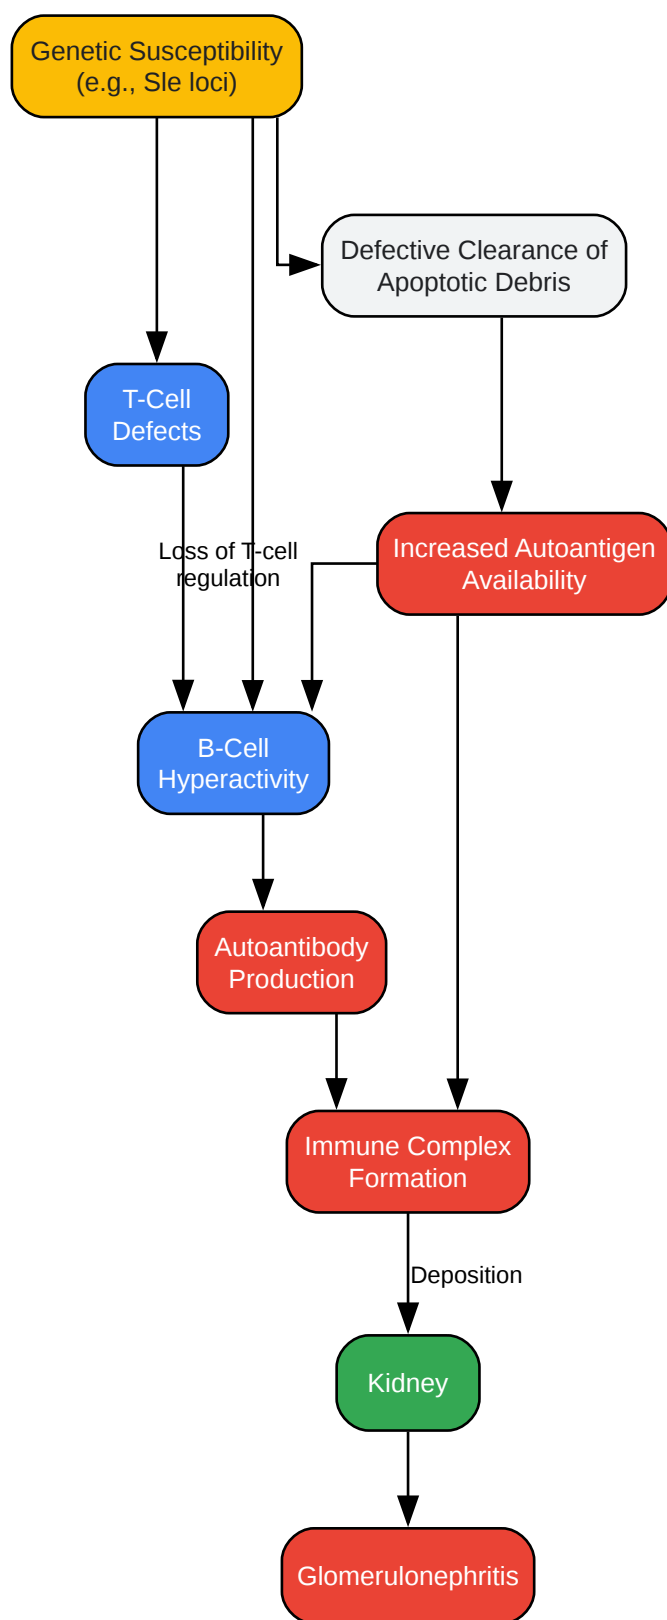 Genetic Susceptibility
(e.g., Sle loci)
Defective Clearance of
Apoptotic Debris
T-Cell
Defects
Loss of T-cell
regulation
Increased Autoantigen
Availability
B-Cell
Hyperactivity
Autoantibody
Production
Immune Complex
Formation
Deposition
Kidney
Glomerulonephritis